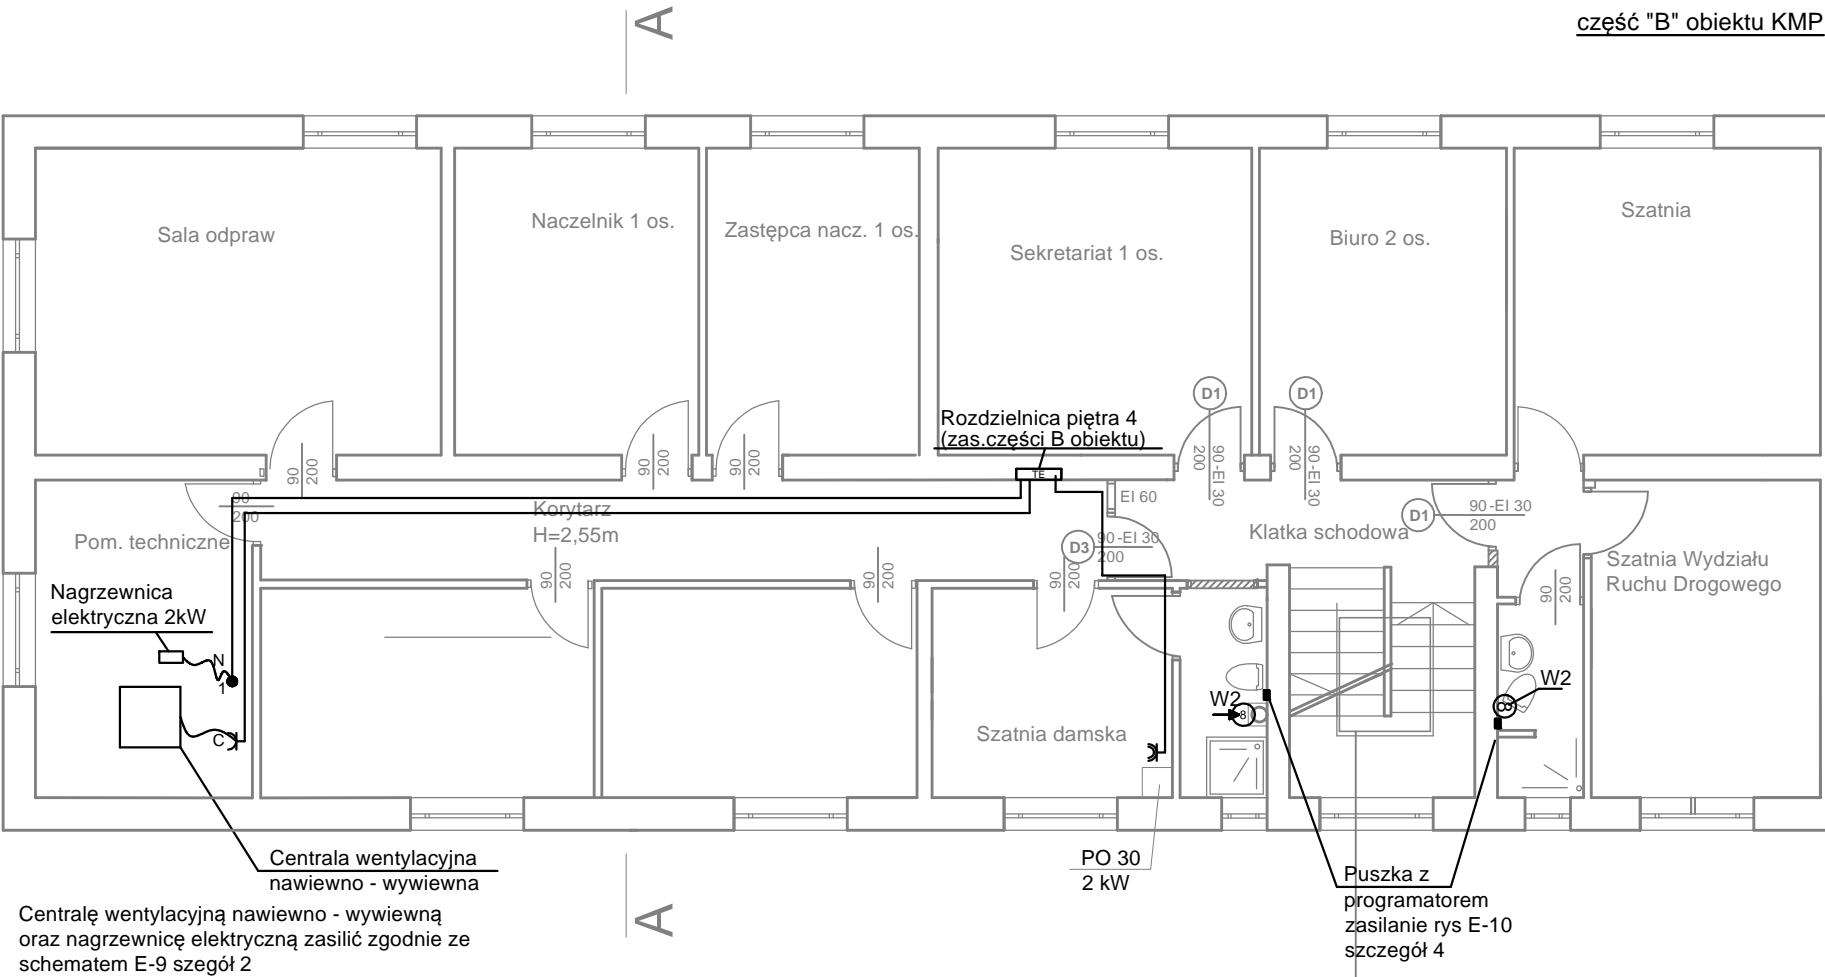 A
część "B" obiektu KMP
Sala odpraw
Naczelnik 1 os.
Zastępca nacz. 1 os.
Sekretariat 1 os.
Biuro 2 os.
Szatnia
D1
D1
Rozdzielnica piętra 4
(zas.części B obiektu)
90
200
90
200
90
200
90-EI 30
200
90-EI 30
200
TE
90
200
Korytarz
H=2,55m
EI 60
D3
90-EI 30
200
Klatka schodowa
D1
90-EI 30
200
Pom. techniczne
90
200
90
200
90
200
90
200
Szatnia Wydziału
Ruchu Drogowego
Nagrzewnica
elektryczna 2kW
N
1
C
Szatnia damska
W2
8
W2
8
Centrala wentylacyjna
nawiewno - wywiewna
PO 30
2 kW
Puszka z
programatorem
zasilanie rys E-10
szczegół 4
Centralę wentylacyjną nawiewno - wywiewną
oraz nagrzewnicę elektryczną zasilić zgodnie ze
schematem E-9 szegół 2
A